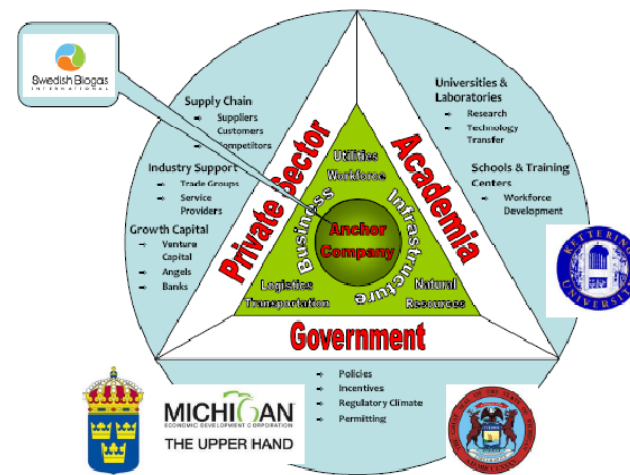 Swedish Biogas
INTERNATIONAL
Supply Chain
Suppliers
Customers
Competitors
Industry Support
Trade Groups
Service
Providers
Growth Capital
Venture
Capital
Angels
Banks
Private Sector
Utilities
Workforce
Business
Infrastructure
Anchor
Company
Logistics
Transportation
Natural
Resources
Academia
Universities &
Laboratories
Research
Technology
Transfer
Schools & Training
Centers
Workforce
Development
KETTERING
UNIVERSITY
Government
Policies
Incentives
Regulatory Climate
Permitting
MICHIGAN
ECONOMIC DEVELOPMENT CORPORATION
THE UPPER HAND